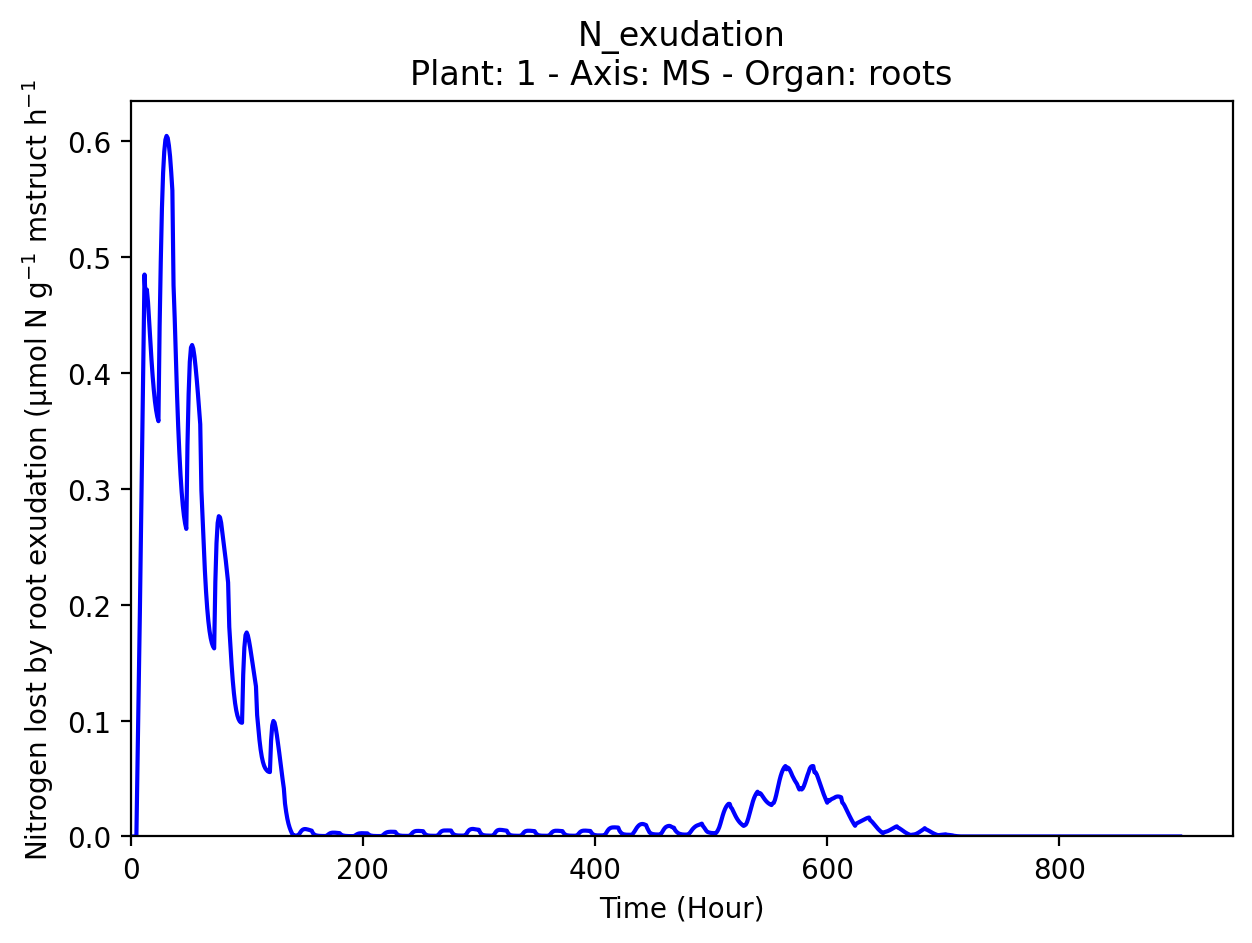 N_exudation
Plant: 1 - Axis: MS - Organ: roots
Nitrogen lost by root exudation (µmol N g⁻¹ mstruct h⁻¹
0.6
0.5
0.4
0.3
0.2
0.1
0.0
0 200 400 600 800
Time (Hour)